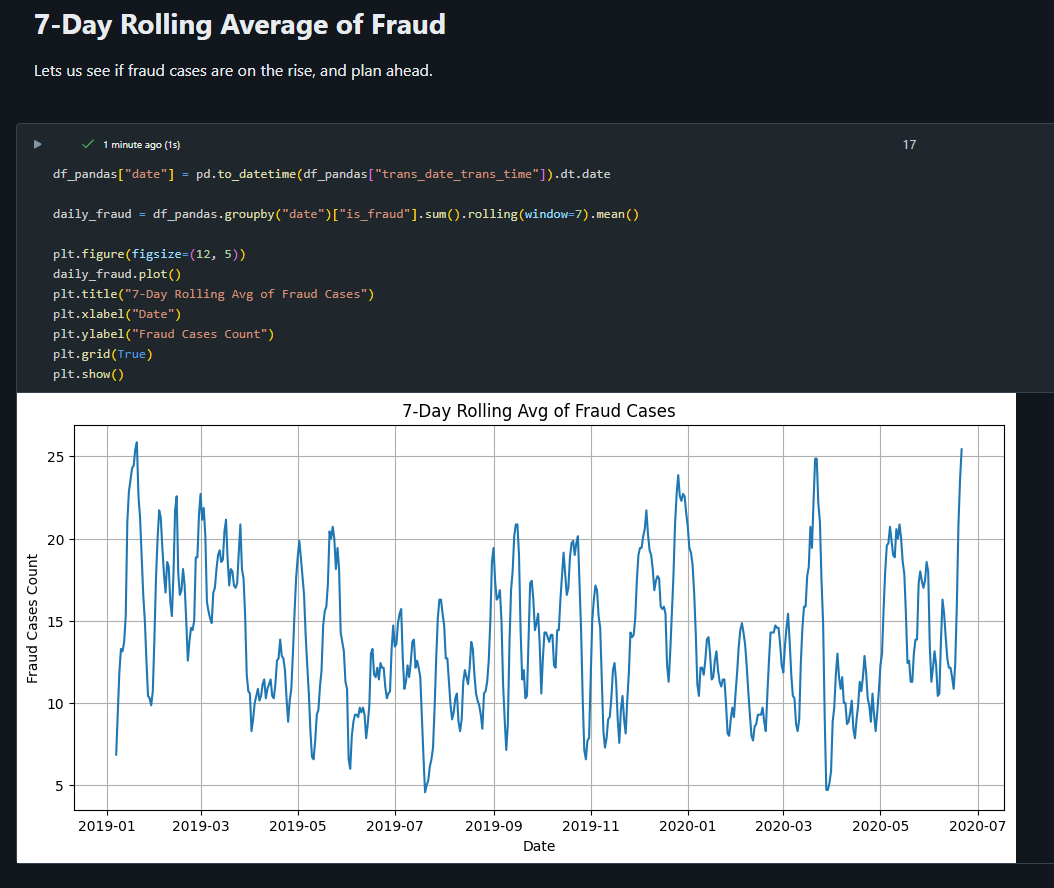 7-Day Rolling Average of Fraud
Lets us see if fraud cases are on the rise, and plan ahead.
1 minute ago (1s)
17
df_pandas["date"] = pd.to_datetime(df_pandas["trans_date_trans_time"]).dt.date
daily_fraud = df_pandas.groupby("date")["is_fraud"].sum().rolling(window=7).mean()
plt.figure(figsize=(12, 5))
daily_fraud.plot()
plt.title("7-Day Rolling Avg of Fraud Cases")
plt.xlabel("Date")
plt.ylabel("Fraud Cases Count")
plt.grid(True)
plt.show()
7-Day Rolling Avg of Fraud Cases
Fraud Cases Count
25
20
15
10
5
2019-01 2019-03 2019-05 2019-07 2019-09 2019-11 2020-01 2020-03 2020-05 2020-07
Date